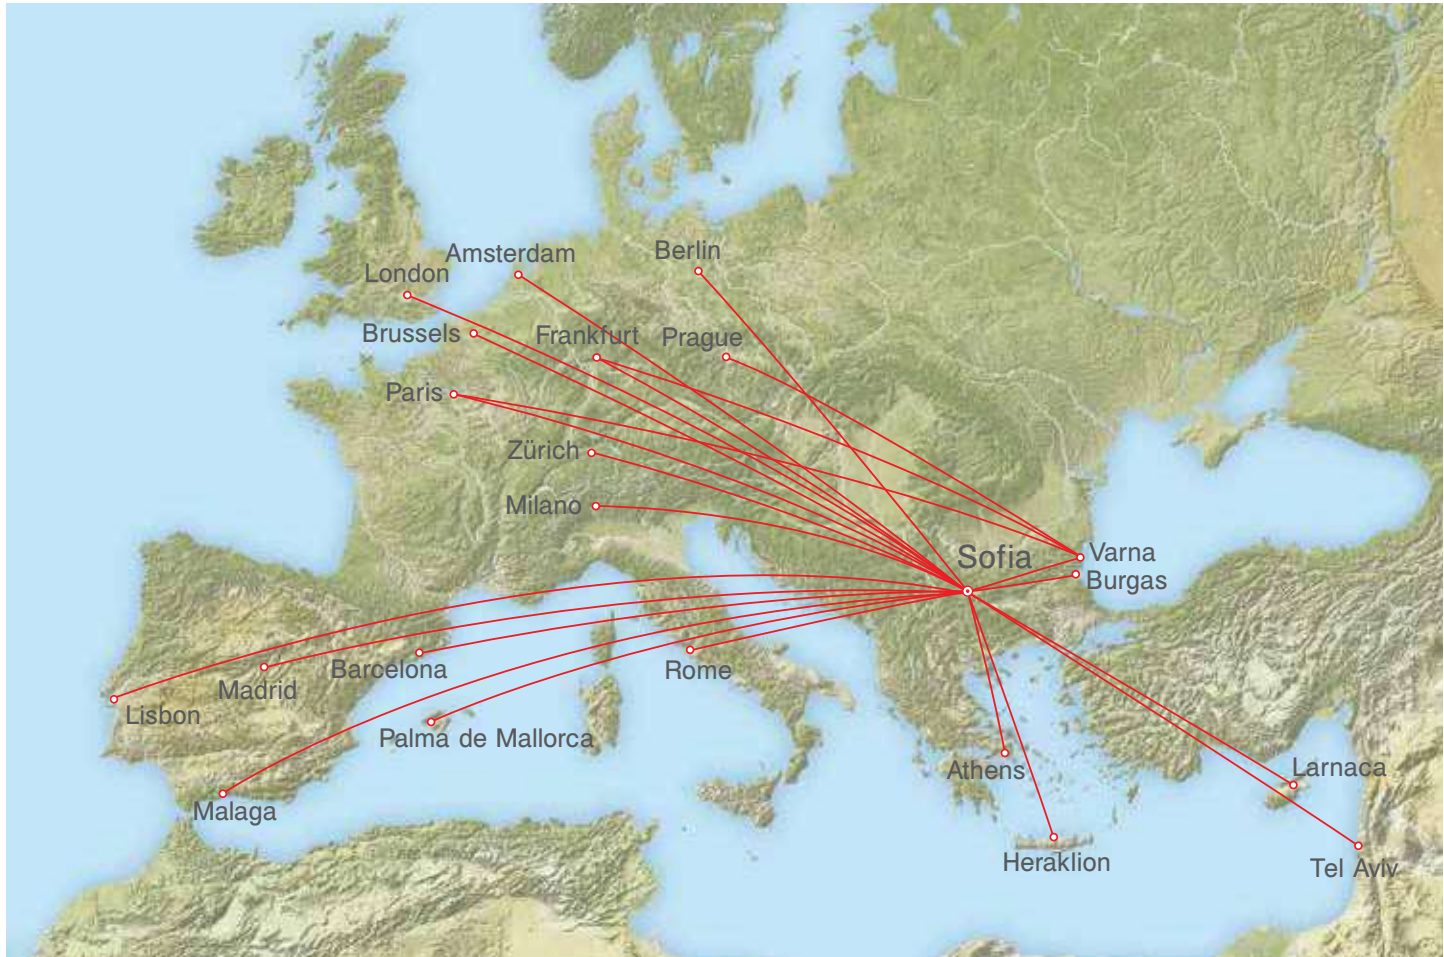 Berlin
Amsterdam
London
Brussels
Frankfurt
Prague
Paris
Zürich
Milano
Sofia
Varna
Burgas
Barcelona
Rome
Madrid
Lisbon
Palma de Mallorca
Athens
Larnaca
Malaga
Heraklion
Tel Aviv